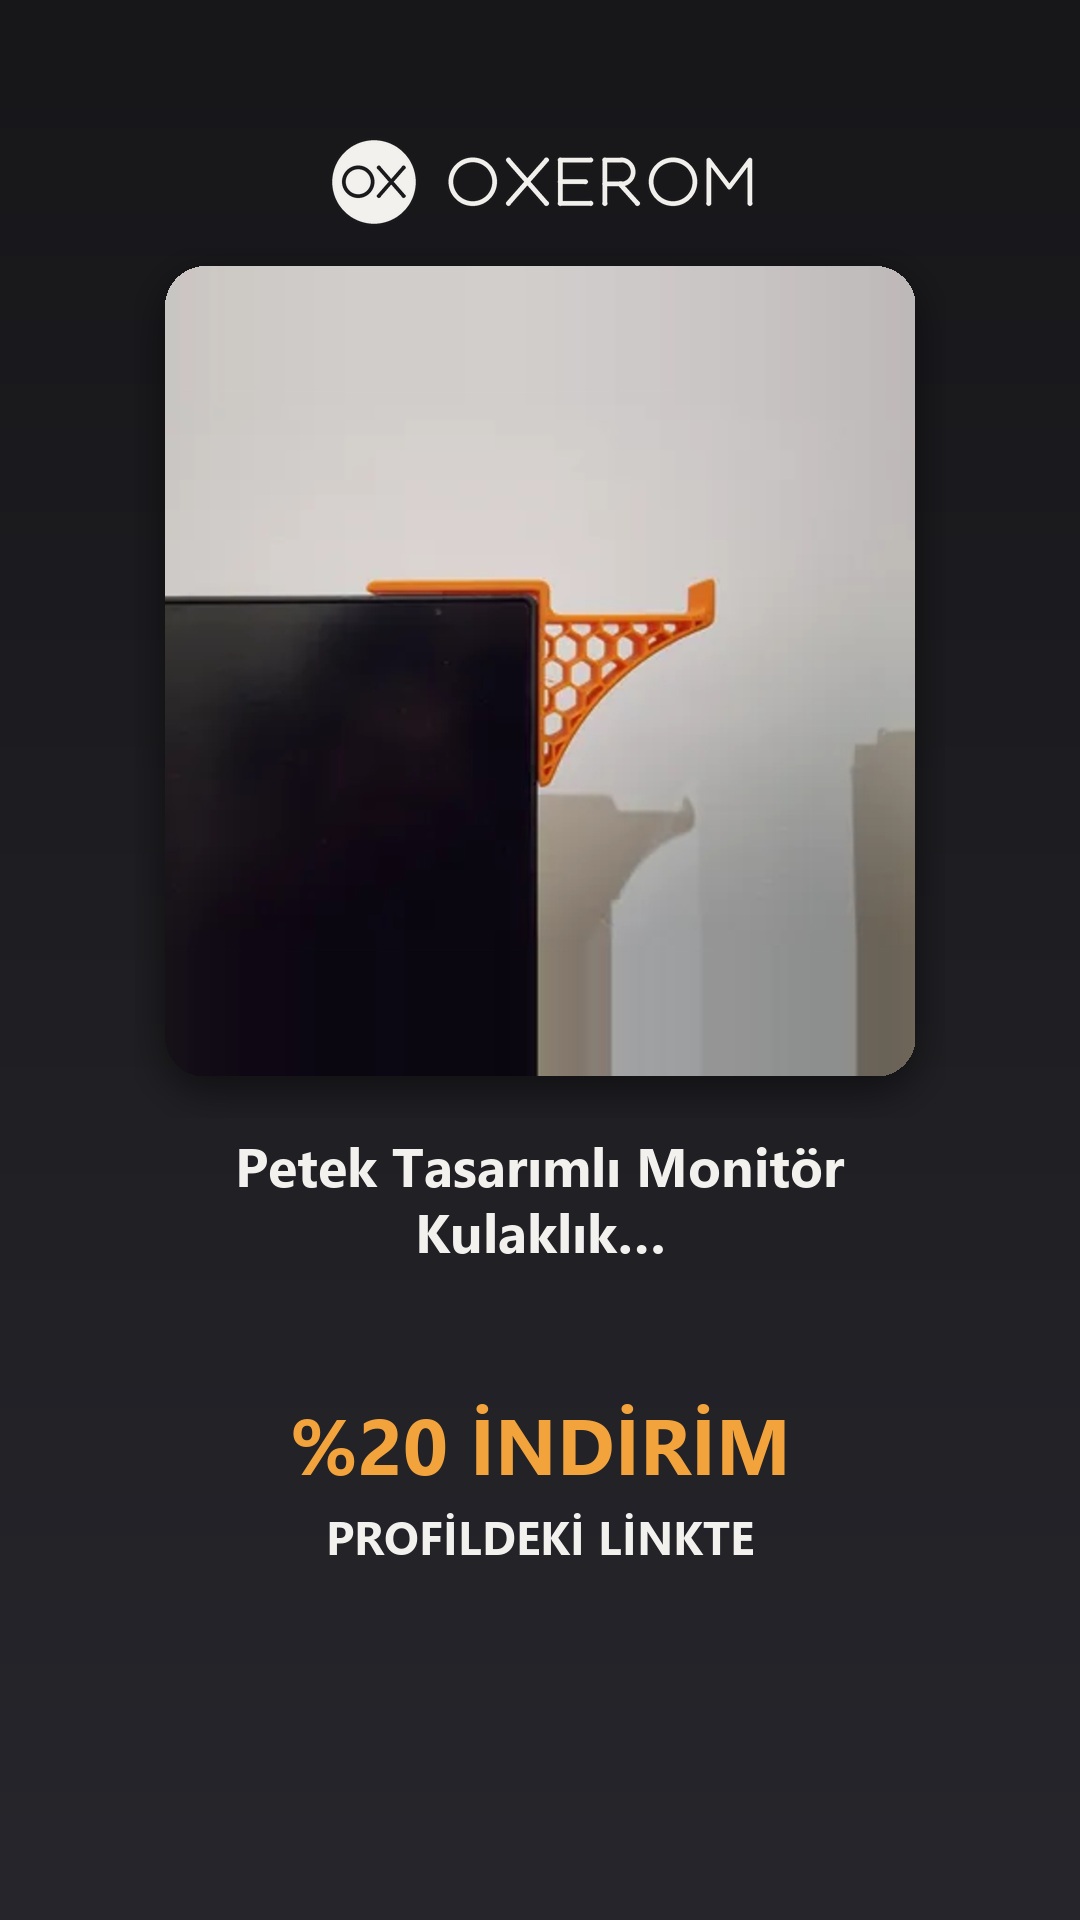 OX OXEROM
Petek Tasarımlı Monitör
Kulaklık...
%20 İNDİRİM
PROFİLDEKİ LİNKTE